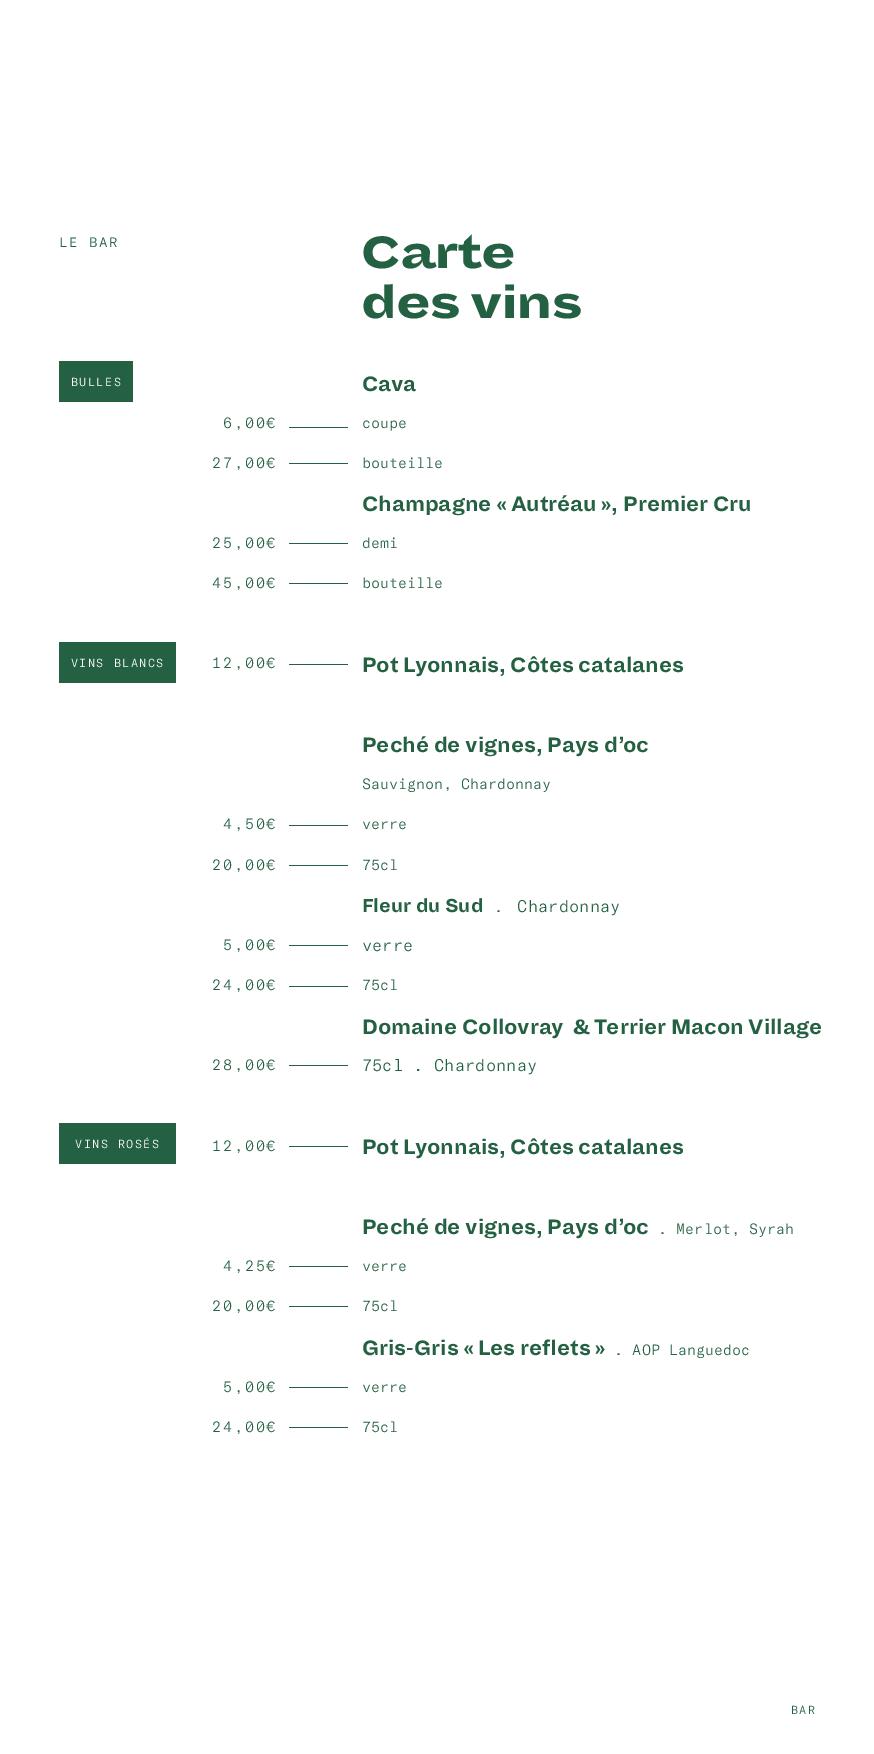 LE BAR
Carte
des vins
BULLES
Cava
6,00€ coupe
27,00€ bouteille
Champagne « Autréau », Premier Cru
25,00€ demi
45,00€ bouteille
VINS BLANCS 12,00€ Pot Lyonnais, Côtes catalanes
Peché de vignes, Pays d’oc
Sauvignon, Chardonnay
4,50€ verre
20,00€ 75cl
Fleur du Sud . Chardonnay
5,00€ verre
24,00€ 75cl
Domaine Collovray & Terrier Macon Village
28,00€ 75cl . Chardonnay
VINS ROSÉS 12,00€ Pot Lyonnais, Côtes catalanes
Peché de vignes, Pays d’oc . Merlot, Syrah
4,25€ verre
20,00€ 75cl
Gris-Gris « Les reflets » . AOP Languedoc
5,00€ verre
24,00€ 75cl
BAR